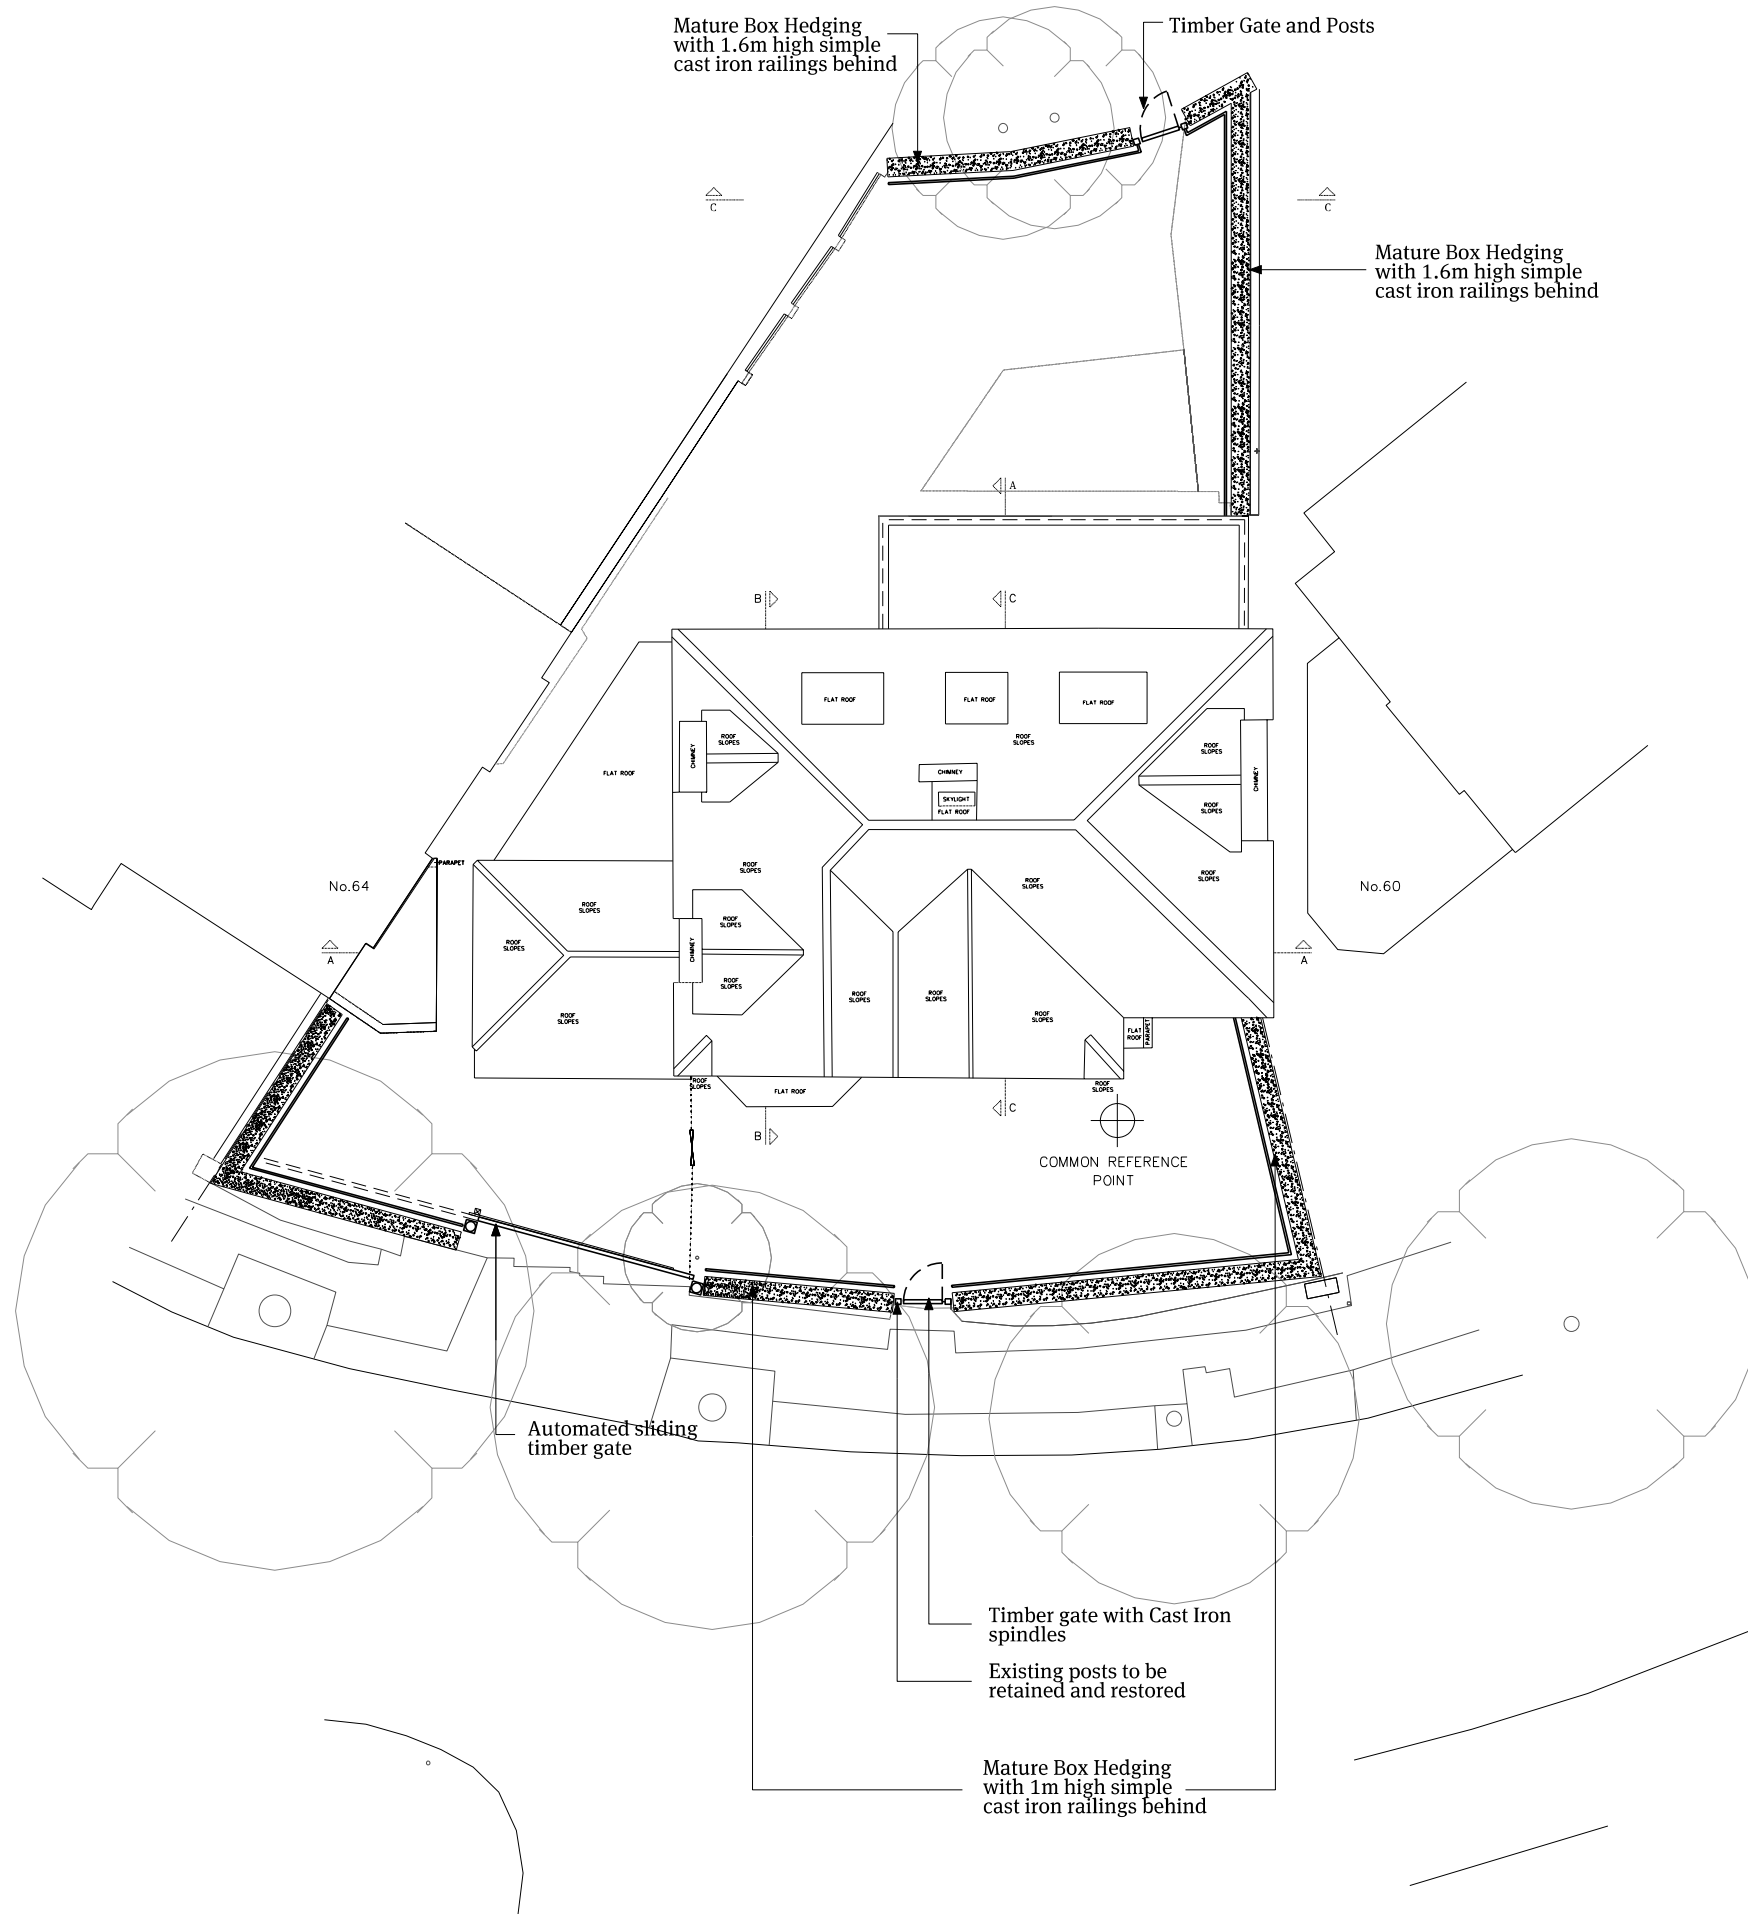 Mature Box Hedging
with 1.6m high simple
cast iron railings behind
Timber Gate and Posts
C
C
Mature Box Hedging
with 1.6m high simple
cast iron railings behind
A
B
C
FLAT ROOF
FLAT ROOF
FLAT ROOF
ROOF
SLOPES
CHIMNEY
ROOF
SLOPES
ROOF
SLOPES
CHIMNEY
FLAT ROOF
CHIMNEY
SKYLIGHT
FLAT ROOF
ROOF
SLOPES
PARAPET
No.64
ROOF
SLOPES
ROOF
SLOPES
ROOF
SLOPES
No.60
ROOF
SLOPES
ROOF
SLOPES
CHIMNEY
ROOF
SLOPES
A
A
ROOF
SLOPES
ROOF
SLOPES
ROOF
SLOPES
ROOF
SLOPES
ROOF
SLOPES
FLAT
ROOF
PARAPET
ROOF
SLOPES
FLAT ROOF
ROOF
SLOPES
C
B
COMMON REFERENCE
POINT
Automated sliding
timber gate
Timber gate with Cast Iron
spindles
Existing posts to be
retained and restored
Mature Box Hedging
with 1m high simple
cast iron railings behind